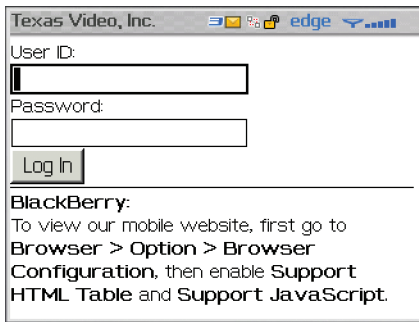 Texas Video, Inc. edge
User ID:
Password:
Log In
BlackBerry:
To view our mobile website, first go to
Browser > Option > Browser
Configuration, then enable Support
HTML Table and Support JavaScript.